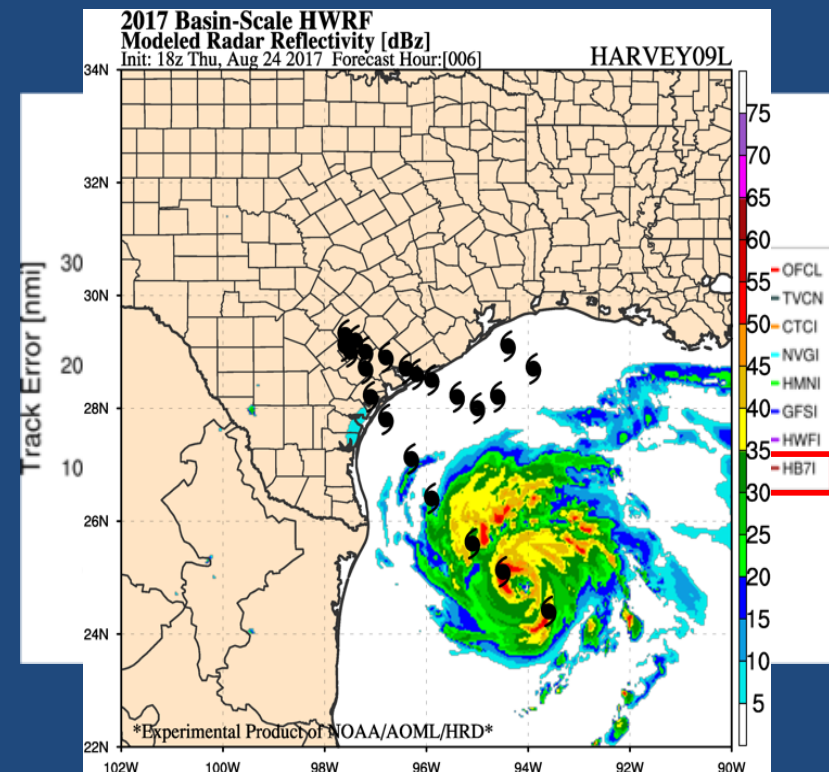 2017 Basin-Scale HWRF
Modeled Radar Reflectivity [dBz]
Init: 18z Thu, Aug 24 2017 Forecast Hour:[006]
HARVEY09L
34N
32N
30N
28N
26N
24N
22N
102W
100W
98W
96W
94W
92W
90W
*Experimental Product of NOAA/AOML/HRD*
75
70
65
60
55
50
45
40
35
30
25
20
15
10
5
Track Error [nmi]
30
20
10
OFCL
TVCN
CTCI
NVGI
HMNI
GFSI
HWFI
HB7I